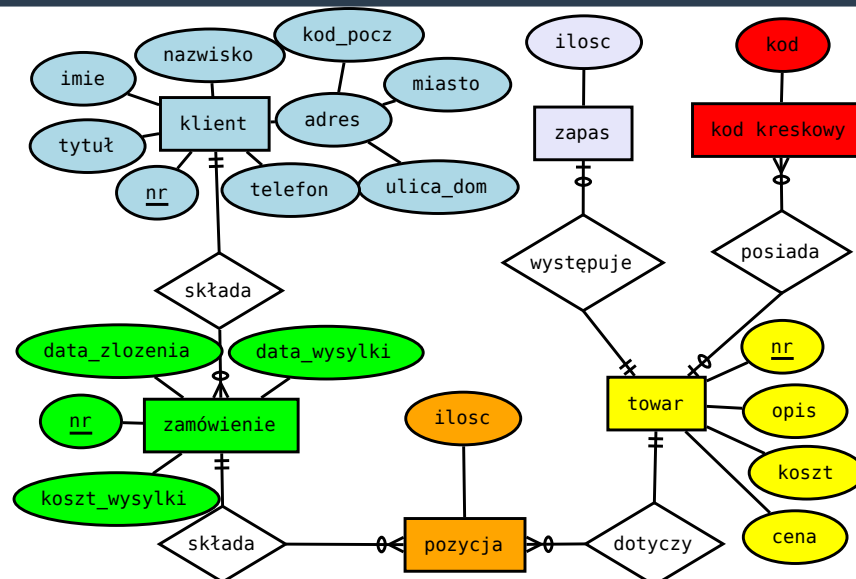 kod_pocz
nazwisko
ilosc
kod
imie
miasto
klient
adres
zapas
kod kreskowy
tytuł
nr
telefon
ulica_dom
występuje
posiada
składa
data_zlozenia
data_wysylki
nr
towar
opis
nr
zamówienie
ilosc
koszt
koszt_wysylki
składa
pozycja
dotyczy
cena